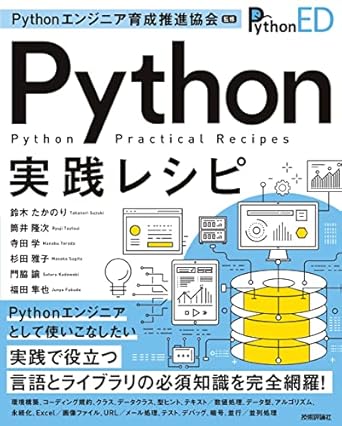 Pythonエンジニア育成推進協会 監修
PythonED
Python
Python Practical Recipes
実践レシピ
鈴木 たかのり Takanori Suzuki
筒井 隆次 Ryuji Tsutsui
寺田 学 Manabu Terada
杉田 雅子 Masako Sugita
門脇 諭 Satoru Kadowaki
福田 隼也 Junya Fukuda
Pythonエンジニア
として使いこなしたい
実践で役立つ
言語とライブラリの必須知識を完全網羅!
環境構築、コーディング規約、クラス、データクラス、型ヒント、テキスト/数値処理、データ型、アルゴリズム、
永続化、Excel/画像ファイル、URL/メール処理、テスト、デバッグ、暗号、並行/並列処理
技術評論社